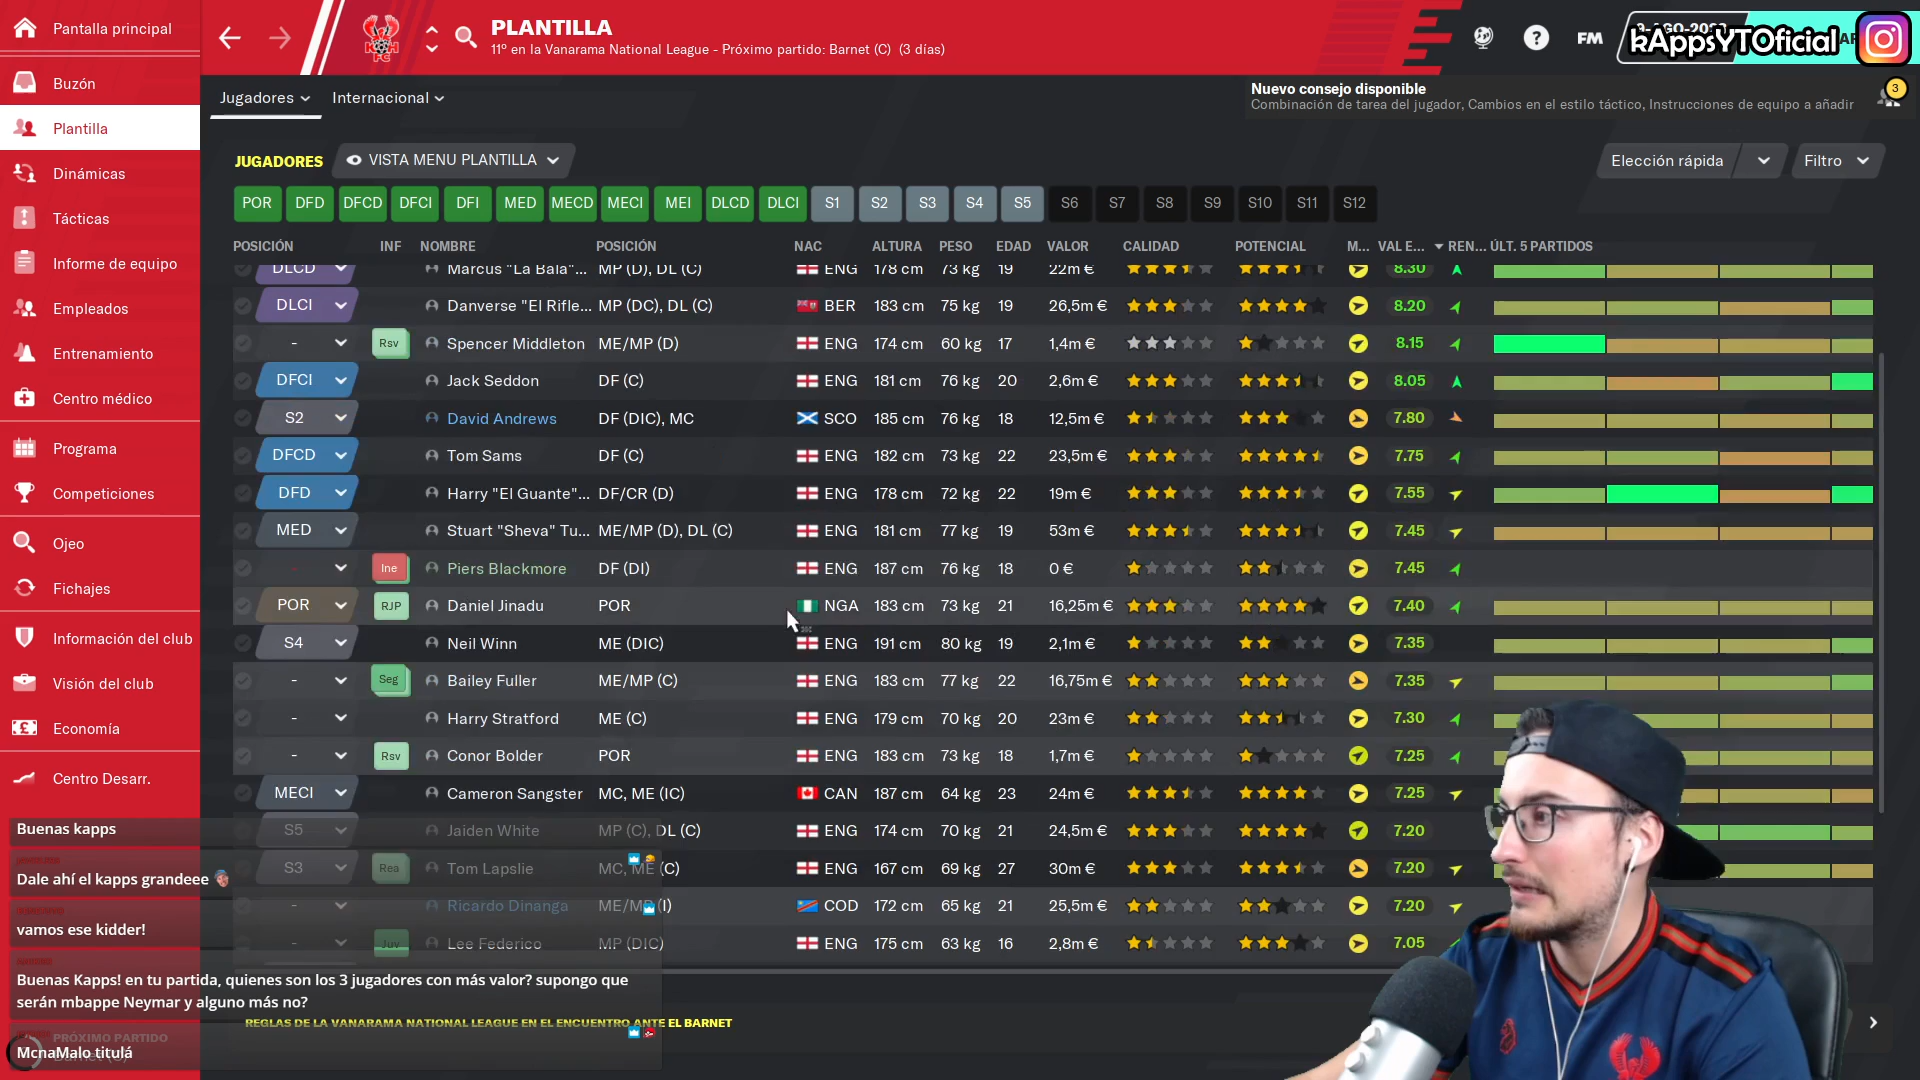 Pantalla principal
Buzón
Plantilla
Dinámicas
Tácticas
Informe de equipo
Empleados
Entrenamiento
Centro médico
Programa
Competiciones
Ojeo
Fichajes
Información del club
Visión del club
Economía
Centro Desarr.
PLANTILLA
11º en la Vanarama National League - Próximo partido: Barnet (C) (3 días)
FM
kAppsYTOficial
Jugadores
Internacional
Nuevo consejo disponible
Combinación de tarea del jugador, Cambios en el estilo táctico, Instrucciones de equipo a añadir
3
JUGADORES
VISTA MENU PLANTILLA
Elección rápida
Filtro
POR DFD DFCD DFCI DFI MED MECD MECI MEI DLCD DLCI S1 S2 S3 S4 S5 S6 S7 S8 S9 S10 S11 S12
POSICIÓN INF NOMBRE POSICIÓN NAC ALTURA PESO EDAD VALOR CALIDAD POTENCIAL M... VAL E... REN... ÚLT. 5 PARTIDOS
DLCD Marcus "La Bala"... MP (D), DL (C) ENG 178 cm 73 kg 19 22m € 8.30
DLCI Danverse "El Rifle... MP (DC), DL (C) BER 183 cm 75 kg 19 26,5m € 8.20
- Rsv Spencer Middleton ME/MP (D) ENG 174 cm 60 kg 17 1,4m € 8.15
DFCI Jack Seddon DF (C) ENG 181 cm 76 kg 20 2,6m € 8.05
S2 David Andrews DF (DIC), MC SCO 185 cm 76 kg 18 12,5m € 7.80
DFCD Tom Sams DF (C) ENG 182 cm 73 kg 22 23,5m € 7.75
DFD Harry "El Guante"... DF/CR (D) ENG 178 cm 72 kg 22 19m € 7.55
MED Stuart "Sheva" Tu... ME/MP (D), DL (C) ENG 181 cm 77 kg 19 53m € 7.45
- Ine Piers Blackmore DF (DI) ENG 187 cm 76 kg 18 0 € 7.45
POR RJP Daniel Jinadu POR NGA 183 cm 73 kg 21 16,25m € 7.40
S4 Neil Winn ME (DIC) ENG 191 cm 80 kg 19 2,1m € 7.35
- Seg Bailey Fuller ME/MP (C) ENG 183 cm 77 kg 22 16,75m € 7.35
- Harry Stratford ME (C) ENG 179 cm 70 kg 20 23m € 7.30
- Rsv Conor Bolder POR ENG 183 cm 73 kg 18 1,7m € 7.25
MECI Cameron Sangster MC, ME (IC) CAN 187 cm 64 kg 23 24m € 7.25
S5 Jaiden White MP (C), DL (C) ENG 174 cm 70 kg 21 24,5m € 7.20
S3 Rea Tom Lapslie MC, ME (C) ENG 167 cm 69 kg 27 30m € 7.20
- Ricardo Dinanga ME/MP (I) COD 172 cm 65 kg 21 25,5m € 7.20
- Juv Lee Federico MP (DIC) ENG 175 cm 63 kg 16 2,8m € 7.05
Buenas kapps
Dale ahí el kapps grandeee
vamos ese kidder!
Buenas Kapps! en tu partida, quienes son los 3 jugadores con más valor? supongo que
serán mbappe Neymar y alguno más no?
REGLAS DE LA VANARAMA NATIONAL LEAGUE EN EL ENCUENTRO ANTE EL BARNET
PRÓXIMO PARTIDO
McnaMalo titulá